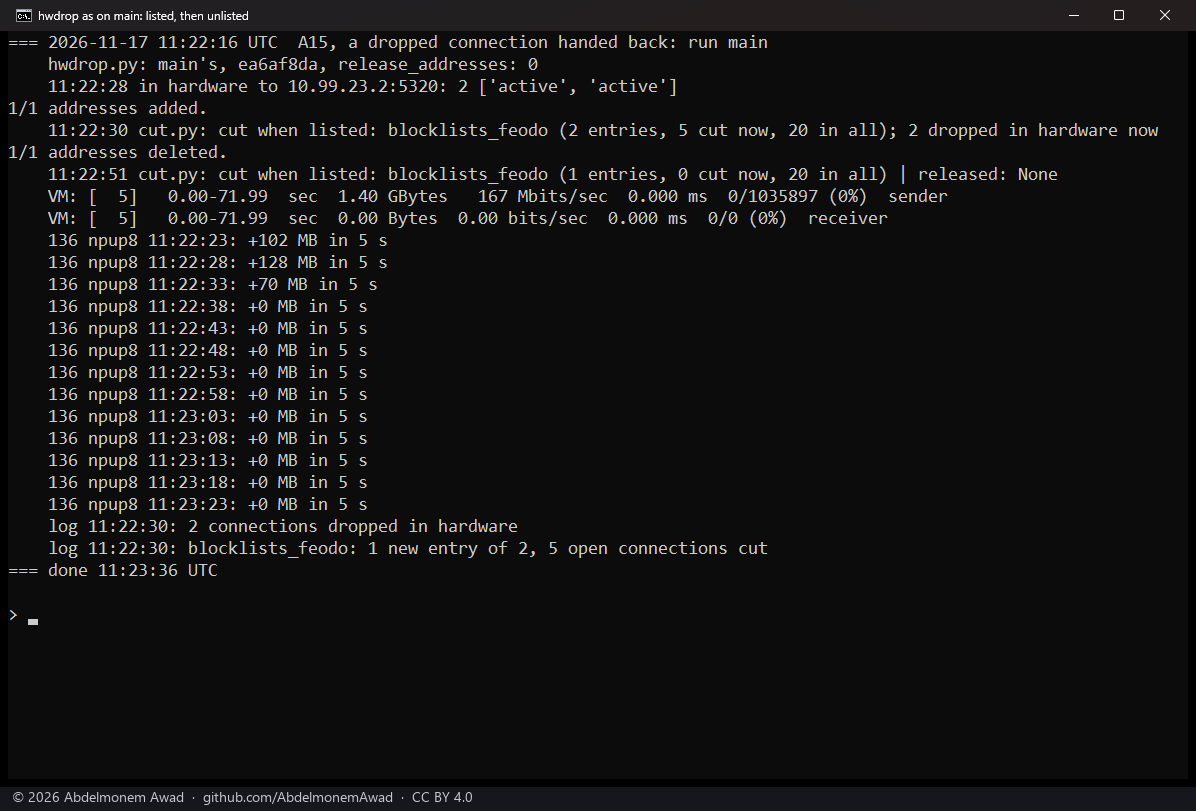 hwdrop as on main: listed, then unlisted
=== 2026-11-17 11:22:16 UTC  A15, a dropped connection handed back: run main
    hwdrop.py: main's, ea6af8da, release_addresses: 0
    11:22:28 in hardware to 10.99.23.2:5320: 2 ['active', 'active']
1/1 addresses added.
    11:22:30 cut.py: cut when listed: blocklists_feodo (2 entries, 5 cut now, 20 in all); 2 dropped in hardware now
1/1 addresses deleted.
    11:22:51 cut.py: cut when listed: blocklists_feodo (1 entries, 0 cut now, 20 in all) | released: None
    VM: [  5]   0.00-71.99  sec  1.40 GBytes   167 Mbits/sec  0.000 ms  0/1035897 (0%)  sender
    VM: [  5]   0.00-71.99  sec  0.00 Bytes  0.00 bits/sec  0.000 ms  0/0 (0%)  receiver
    136 npup8 11:22:23: +102 MB in 5 s
    136 npup8 11:22:28: +128 MB in 5 s
    136 npup8 11:22:33: +70 MB in 5 s
    136 npup8 11:22:38: +0 MB in 5 s
    136 npup8 11:22:43: +0 MB in 5 s
    136 npup8 11:22:48: +0 MB in 5 s
    136 npup8 11:22:53: +0 MB in 5 s
    136 npup8 11:22:58: +0 MB in 5 s
    136 npup8 11:23:03: +0 MB in 5 s
    136 npup8 11:23:08: +0 MB in 5 s
    136 npup8 11:23:13: +0 MB in 5 s
    136 npup8 11:23:18: +0 MB in 5 s
    136 npup8 11:23:23: +0 MB in 5 s
    log 11:22:30: 2 connections dropped in hardware
    log 11:22:30: blocklists_feodo: 1 new entry of 2, 5 open connections cut
=== done 11:23:36 UTC
>
© 2026 Abdelmonem Awad · github.com/AbdelmonemAwad · CC BY 4.0